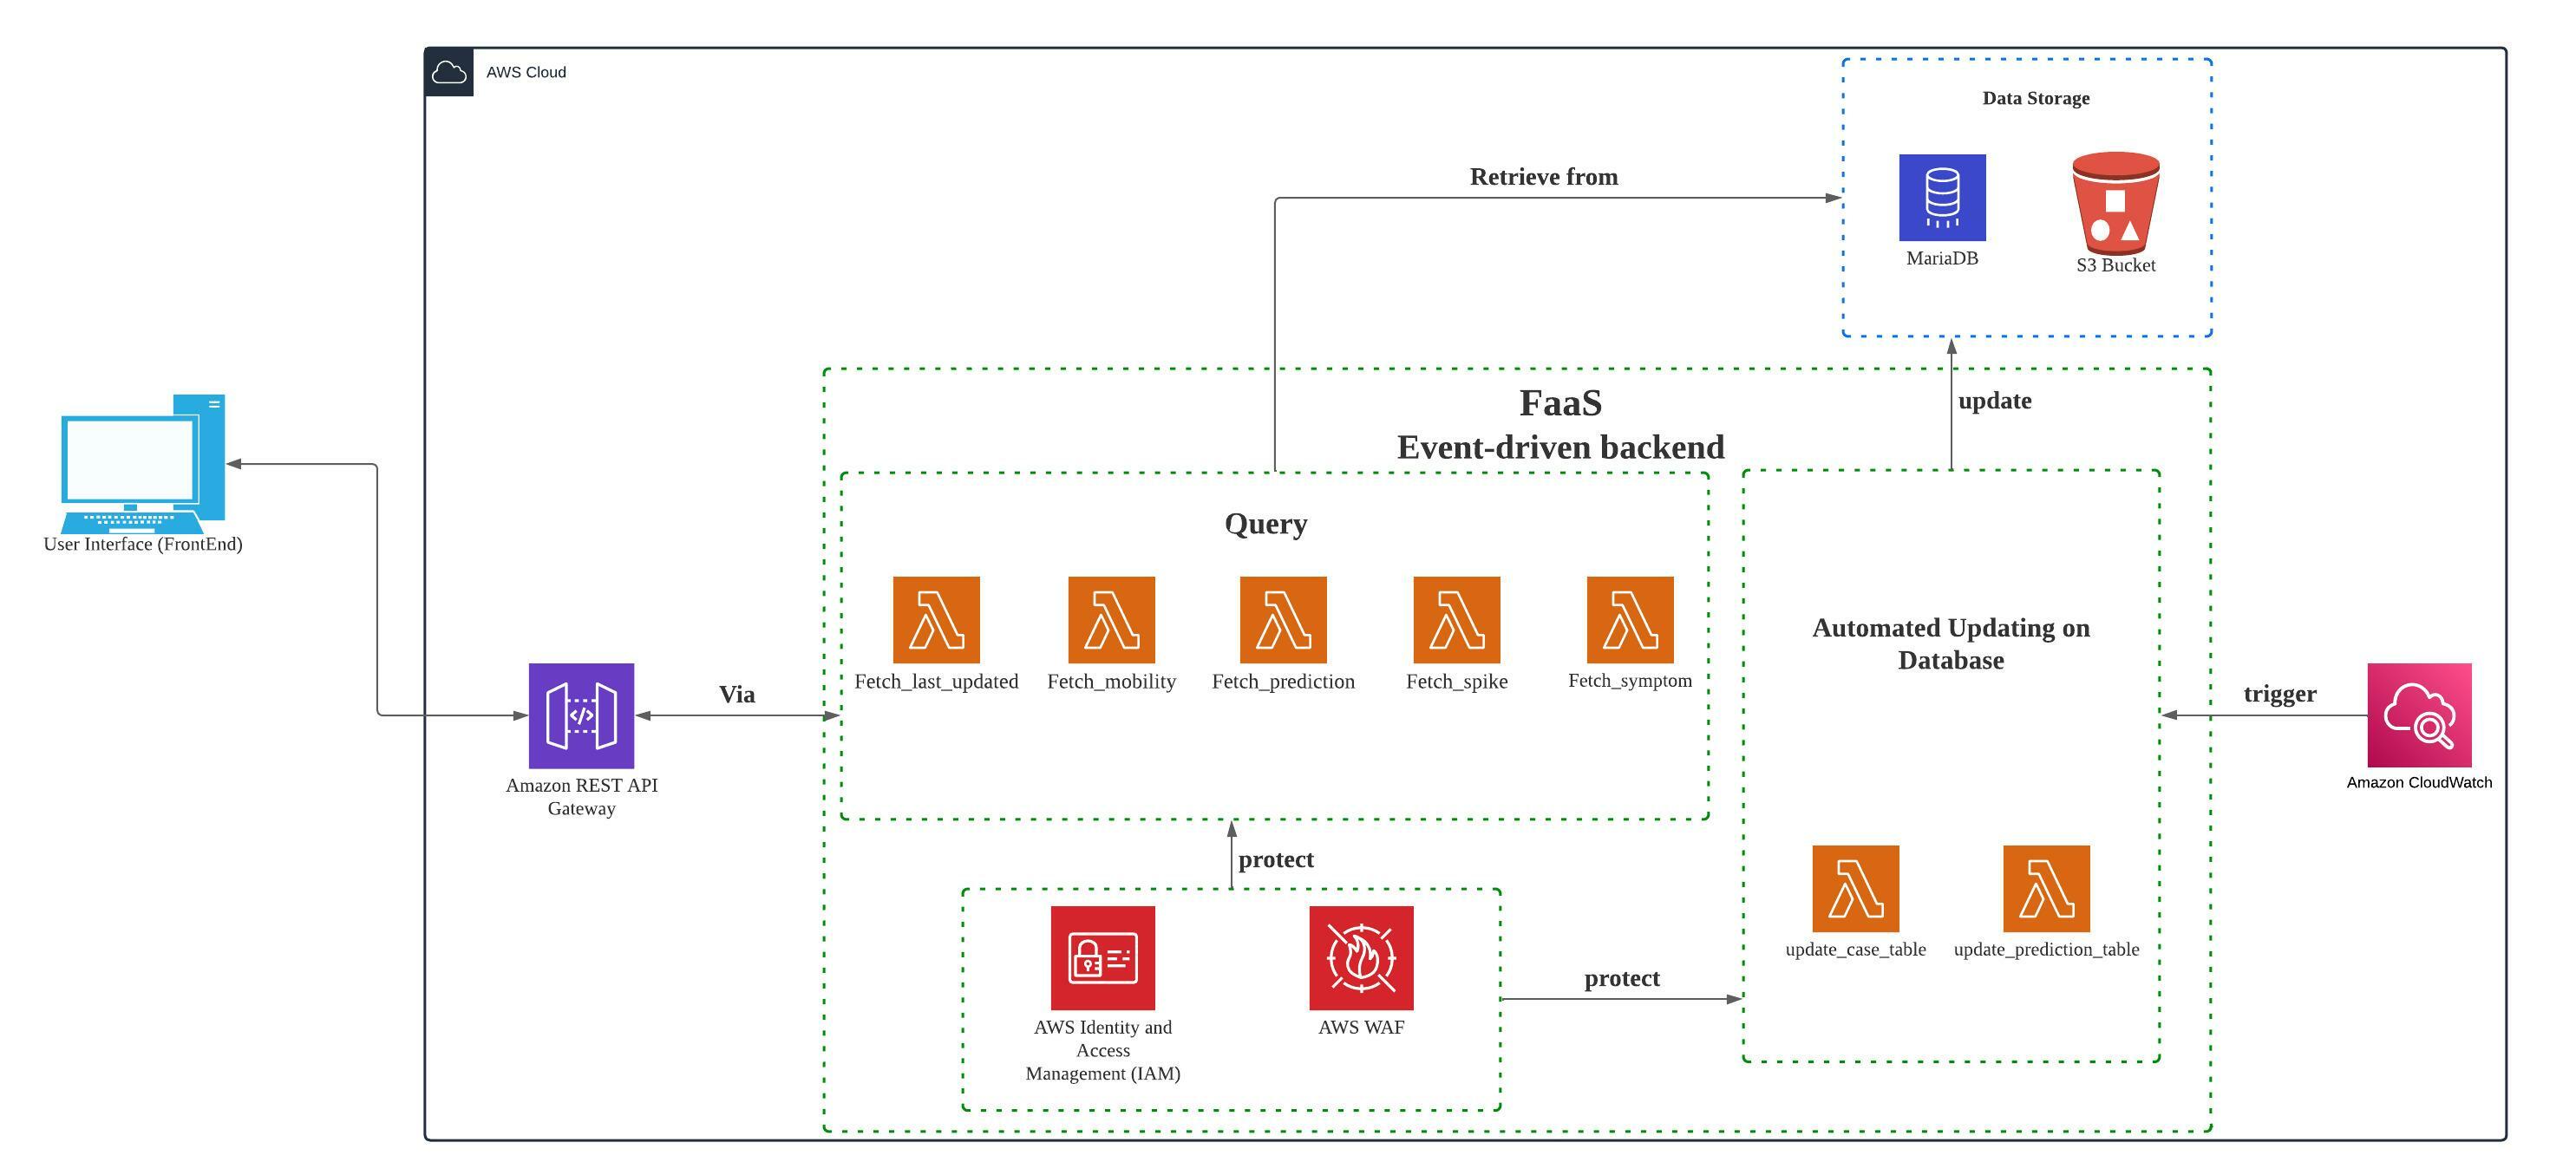 AWS Cloud
Data Storage
Retrieve from
MariaDB
S3 Bucket
FaaS
Event-driven backend
update
User Interface (FrontEnd)
Query
Fetch_last_updated
Fetch_mobility
Fetch_prediction
Fetch_spike
Fetch_symptom
Automated Updating on
Database
Via
trigger
Amazon REST API
Gateway
Amazon CloudWatch
protect
update_case_table
update_prediction_table
protect
AWS Identity and
Access
Management (IAM)
AWS WAF